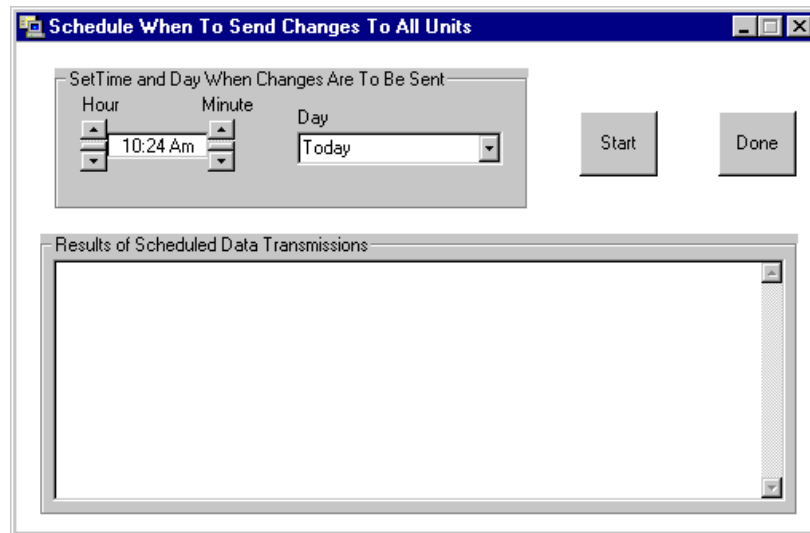 Schedule When To Send Changes To All Units
SetTime and Day When Changes Are To Be Sent
Hour
Minute
Day
10:24 Am
Today
Start
Done
Results of Scheduled Data Transmissions